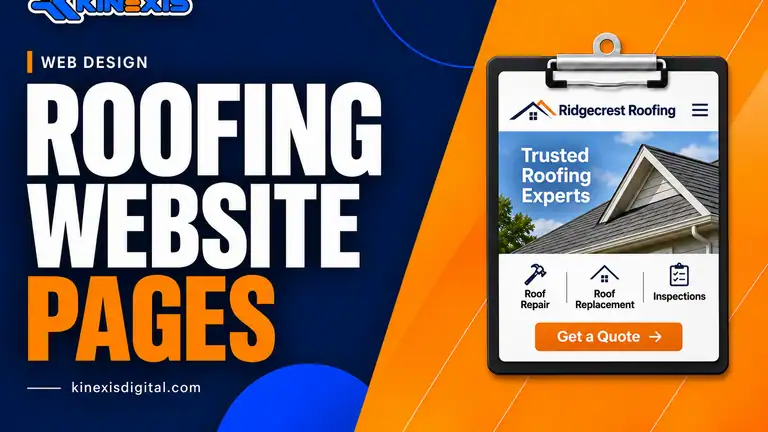 KINEXIS
WEB DESIGN
ROOFING
WEBSITE
PAGES
kinexisdigital.com
Ridgecrest Roofing
Trusted
Roofing
Experts
Roof
Repair
Roof
Replacement
Inspections
Get a Quote →